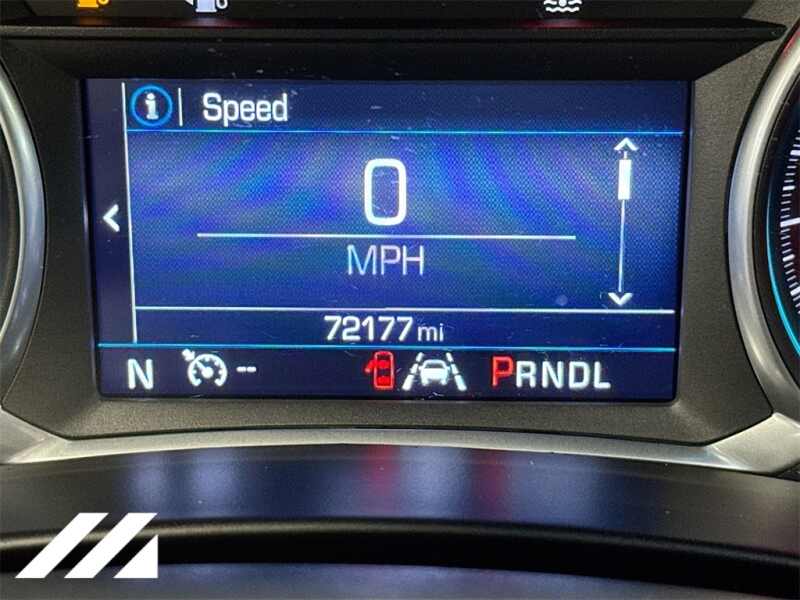 i | Speed
0
MPH
72177 mi
N -- PRNDL